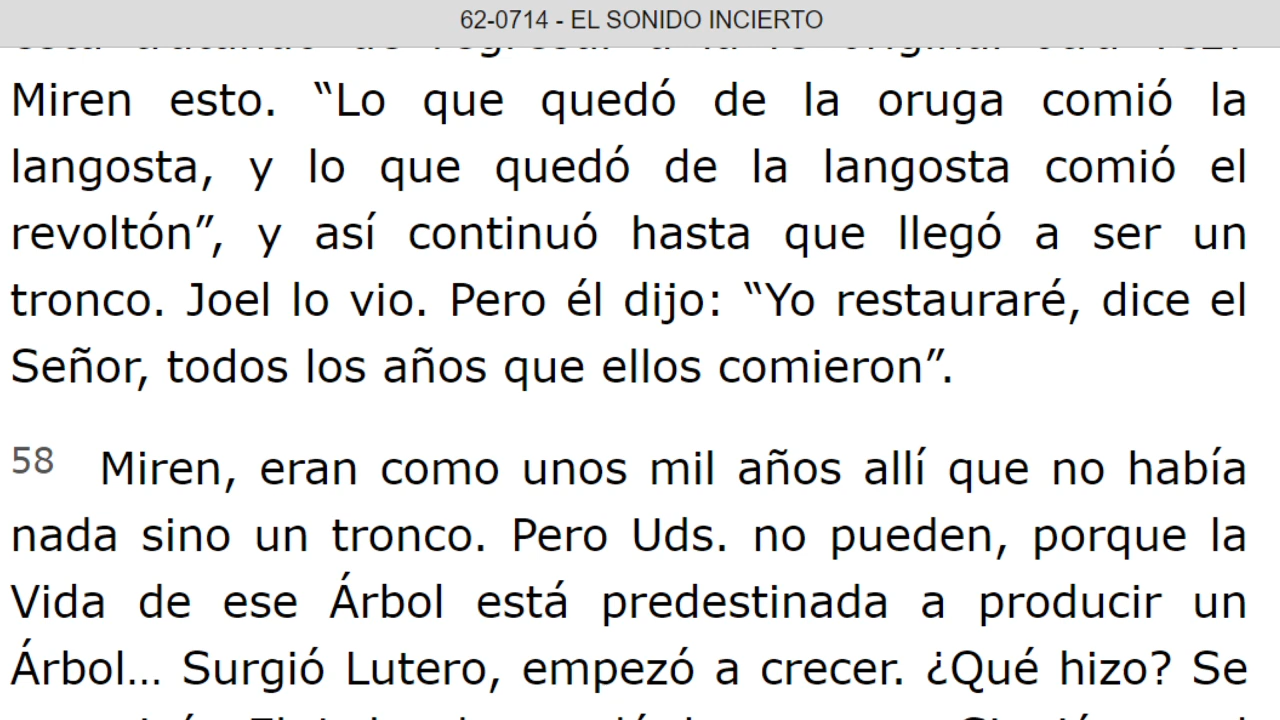 62-0714 - EL SONIDO INCIERTO
Miren esto. “Lo que quedó de la oruga comió la
langosta, y lo que quedó de la langosta comió el
revoltón”, y así continuó hasta que llegó a ser un
tronco. Joel lo vio. Pero él dijo: “Yo restauraré, dice el
Señor, todos los años que ellos comieron”.
58 Miren, eran como unos mil años allí que no había
nada sino un tronco. Pero Uds. no pueden, porque la
Vida de ese Árbol está predestinada a producir un
Árbol... Surgió Lutero, empezó a crecer. ¿Qué hizo? Se